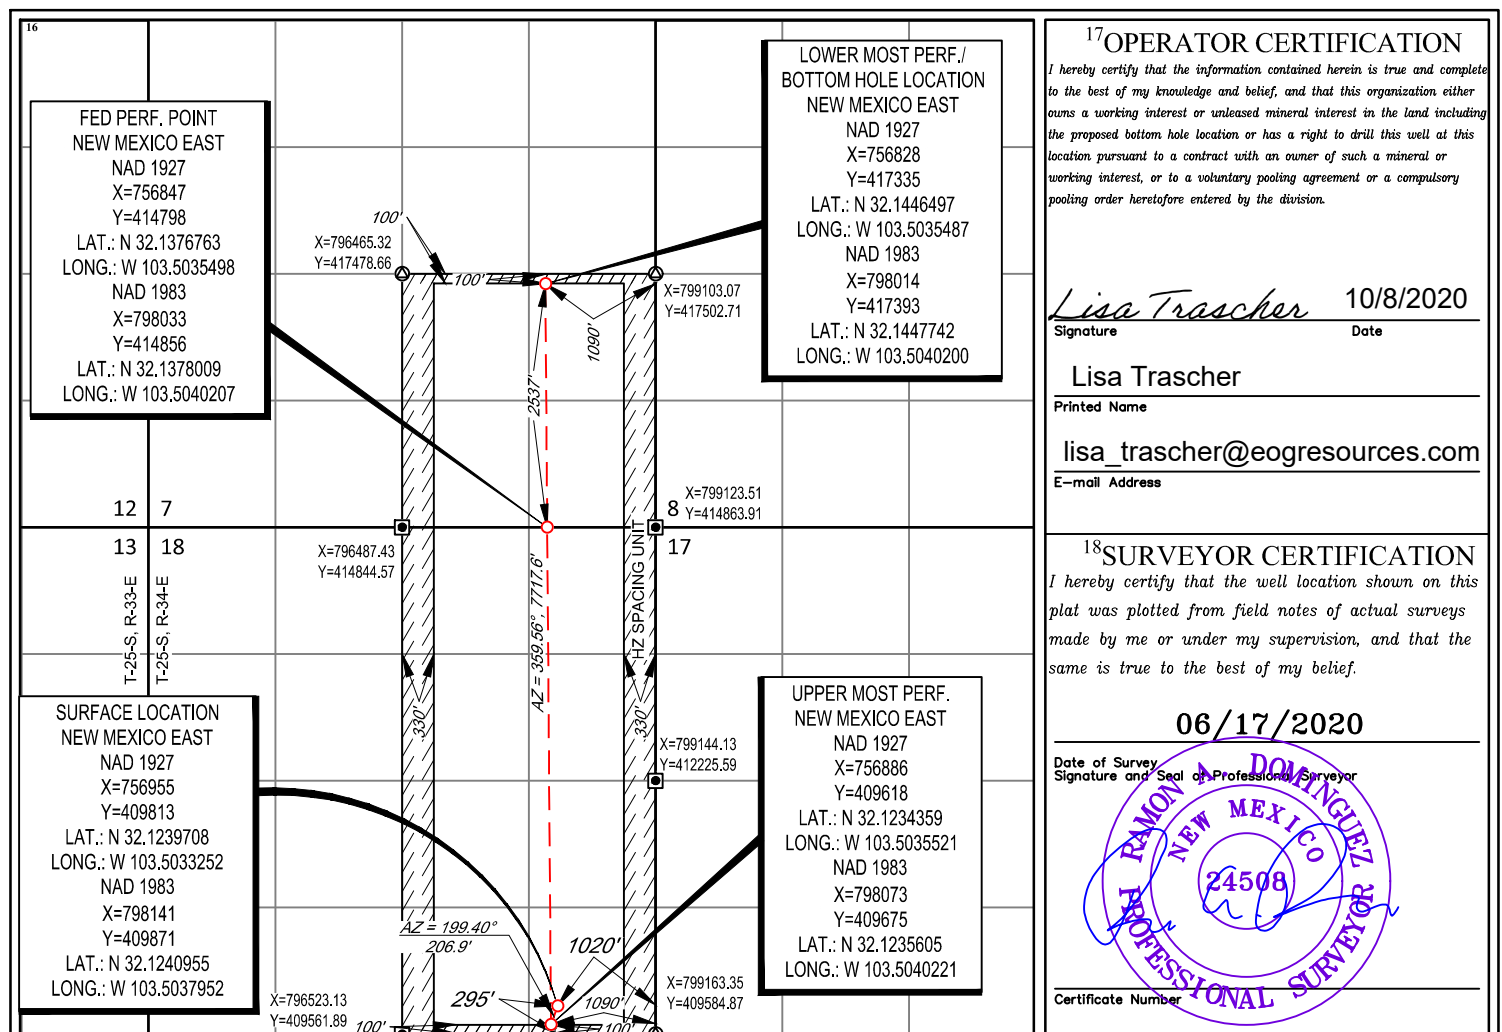 16
FED PERF. POINT
NEW MEXICO EAST
NAD 1927
X=756847
Y=414798
LAT.: N 32.1376763
LONG.: W 103.5035498
NAD 1983
X=798033
Y=414856
LAT.: N 32.1378009
LONG.: W 103.5040207
LOWER MOST PERF./
BOTTOM HOLE LOCATION
NEW MEXICO EAST
NAD 1927
X=756828
Y=417335
LAT.: N 32.1446497
LONG.: W 103.5035487
NAD 1983
X=798014
Y=417393
LAT.: N 32.1447742
LONG.: W 103.5040200
100'
X=796465.32
Y=417478.66
100'
X=799103.07
Y=417502.71
1090'
2537'
12
7
13
18
T-25-S, R-33-E
T-25-S, R-34-E
X=796487.43
Y=414844.57
X=799123.51
Y=414863.91
8
17
HZ SPACING UNIT
AZ = 359.56°, 7717.6'
330'
330'
X=799144.13
Y=412225.59
SURFACE LOCATION
NEW MEXICO EAST
NAD 1927
X=756955
Y=409813
LAT.: N 32.1239708
LONG.: W 103.5033252
NAD 1983
X=798141
Y=409871
LAT.: N 32.1240955
LONG.: W 103.5037952
UPPER MOST PERF.
NEW MEXICO EAST
NAD 1927
X=756886
Y=409618
LAT.: N 32.1234359
LONG.: W 103.5035521
NAD 1983
X=798073
Y=409675
LAT.: N 32.1235605
LONG.: W 103.5040221
AZ = 199.40°
206.9'
1020'
295'
1090'
100'
100'
X=796523.13
Y=409561.89
X=799163.35
Y=409584.87
17OPERATOR CERTIFICATION
I hereby certify that the information contained herein is true and complete
to the best of my knowledge and belief, and that this organization either
owns a working interest or unleased mineral interest in the land including
the proposed bottom hole location or has a right to drill this well at this
location pursuant to a contract with an owner of such a mineral or
working interest, or to a voluntary pooling agreement or a compulsory
pooling order heretofore entered by the division.
Lisa Trascher 10/8/2020
Signature Date
Lisa Trascher
Printed Name
lisa_trascher@eogresources.com
E-mail Address
18SURVEYOR CERTIFICATION
I hereby certify that the well location shown on this
plat was plotted from field notes of actual surveys
made by me or under my supervision, and that the
same is true to the best of my belief.
06/17/2020
Date of Survey
Signature and Seal of Professional Surveyor
RAMON A. DOMINGUEZ
NEW MEXICO
24508
PROFESSIONAL SURVEYOR
Certificate Number